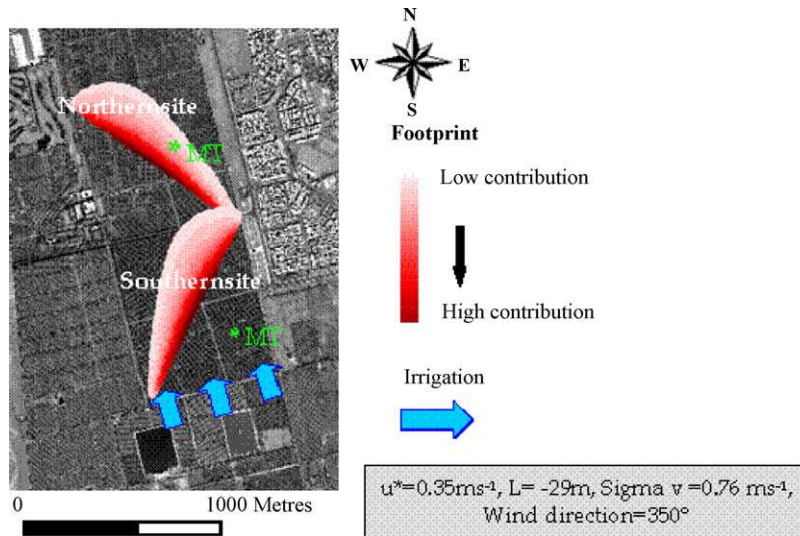 N
W E
S
Footprint
Low contribution
High contribution
Irrigation
Northernsite
* MT
Southernsite
* MT
0 1000 Metres
u*=0.35ms-¹, L= -29m, Sigma v =0.76 ms-¹,
Wind direction=350°